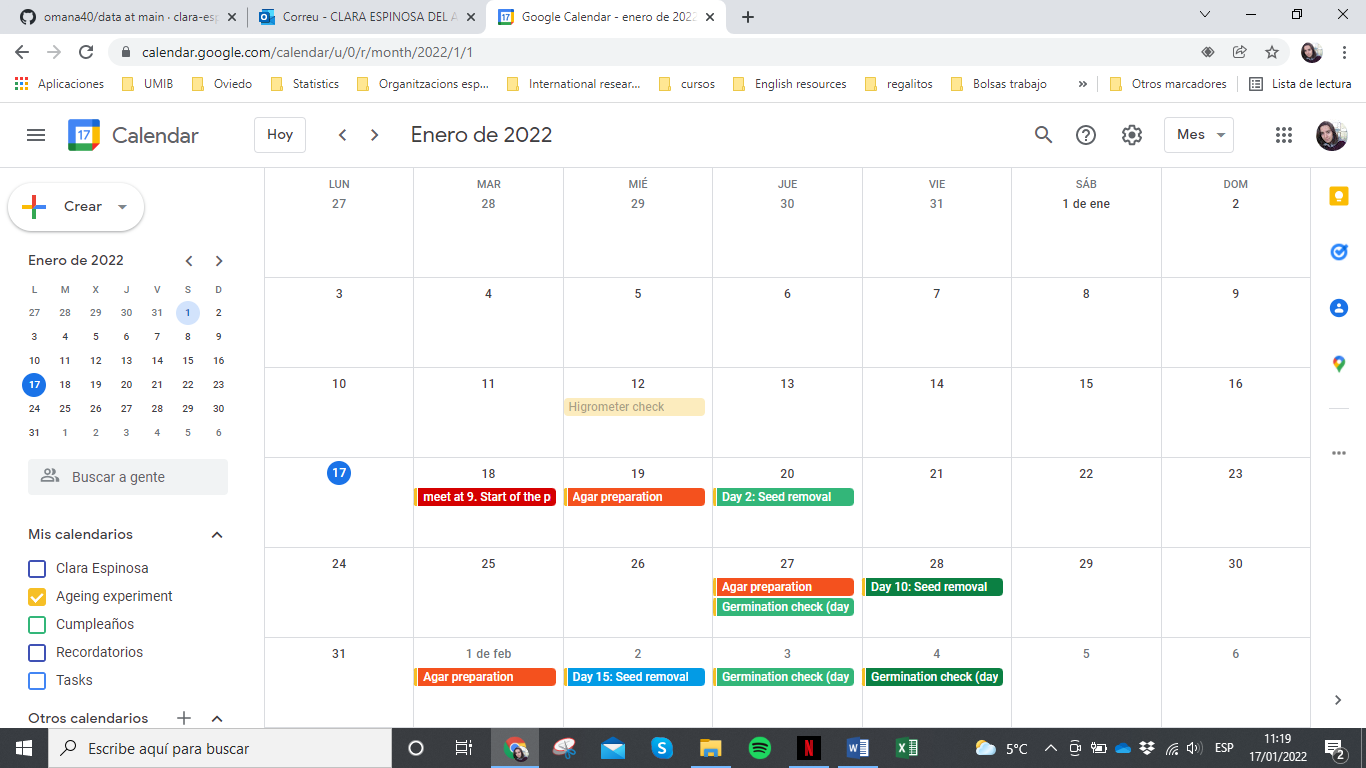 omana40/data at main · clara-esp
Correu - CLARA ESPINOSA DEL A
Google Calendar - enero de 2022
calendar.google.com/calendar/u/0/r/month/2022/1/1
Aplicaciones UMIB Oviedo Statistics Organitzacions esp... International resear... cursos English resources regalitos Bolsas trabajo » Otros marcadores Lista de lectura
17 Calendar Hoy Enero de 2022 Mes
Crear
Enero de 2022
L M X J V S D
27 28 29 30 31 1 2
3 4 5 6 7 8 9
10 11 12 13 14 15 16
17 18 19 20 21 22 23
24 25 26 27 28 29 30
31 1 2 3 4 5 6
Buscar a gente
Mis calendarios
Clara Espinosa
Ageing experiment
Cumpleaños
Recordatorios
Tasks
Otros calendarios
LUN MAR MIÉ JUE VIE SÁB DOM
27 28 29 30 31 1 de ene 2
3 4 5 6 7 8 9
10 11 12 13 14 15 16
Higrometer check
17 18 19 20 21 22 23
meet at 9. Start of the p Agar preparation Day 2: Seed removal
24 25 26 27 28 29 30
Agar preparation Day 10: Seed removal
Germination check (day
31 1 de feb 2 3 4 5 6
Agar preparation Day 15: Seed removal Germination check (day Germination check (day
Escribe aquí para buscar
5°C
ESP
11:19
17/01/2022
2